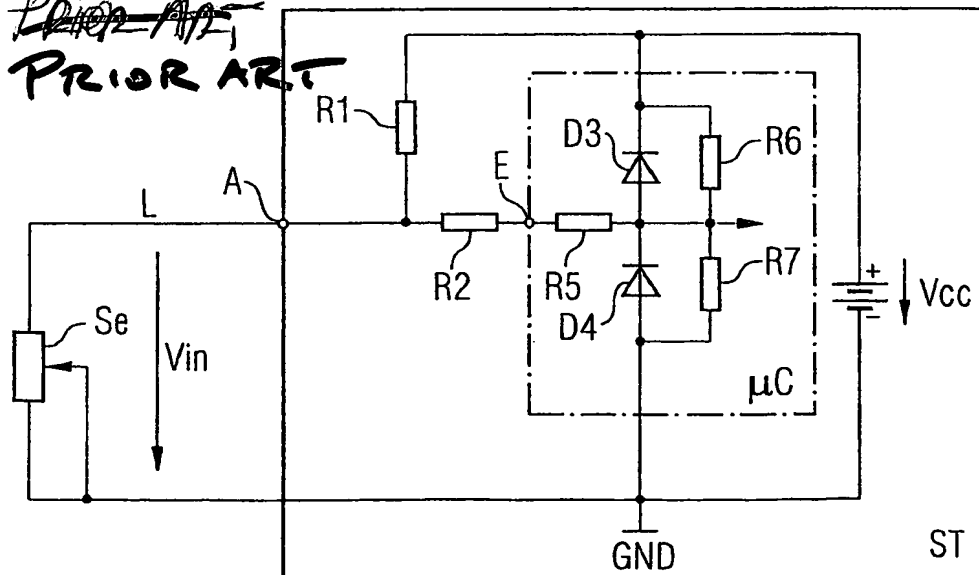 PRIOR ART
R1
D3
R6
E
A
L
R2
R5
R7
D4
Se
Vin
+
Vcc
−
μC
GND
ST